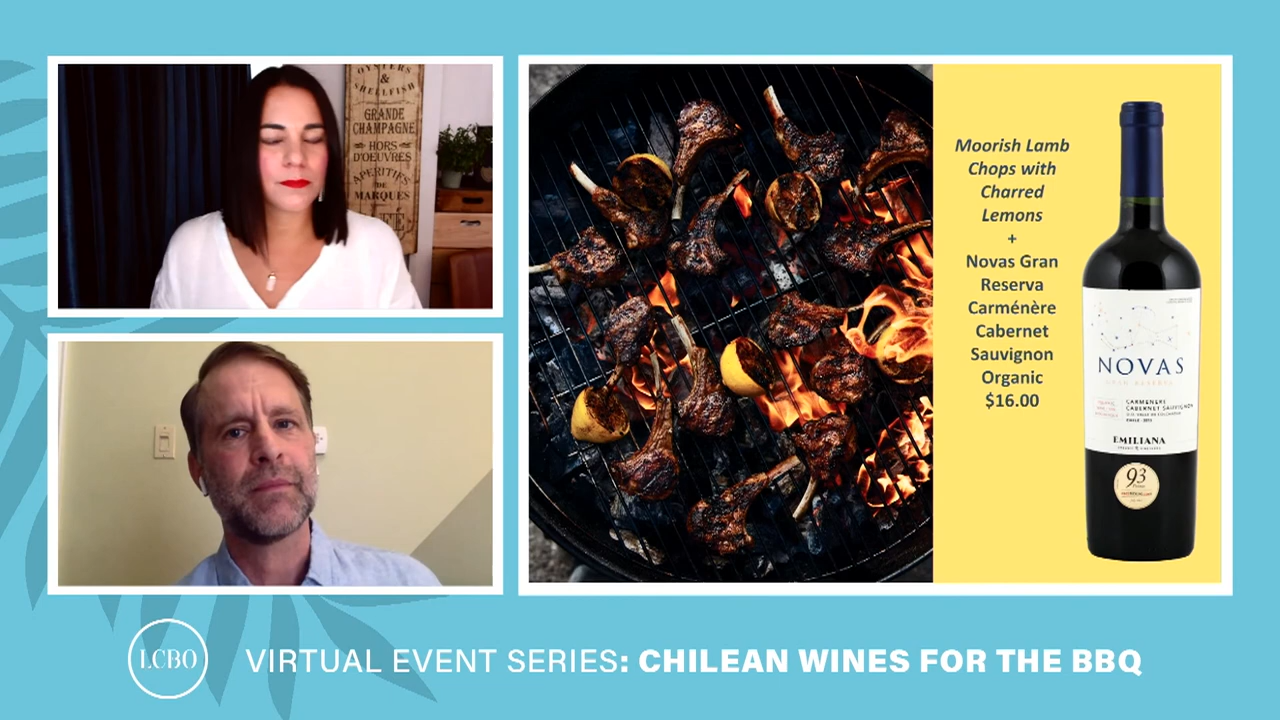 OYSTERS
&
SHELLFISH
GRANDE
CHAMPAGNE
HORS
D'OEUVRES
APERITIFS
DE
MARQUES
Moorish Lamb
Chops with
Charred
Lemons
+
Novas Gran
Reserva
Carménère
Cabernet
Sauvignon
Organic
$16.00
NOVAS
GRAN RESERVA
CARMENERE
CABERNET SAUVIGNON
EMILIANA
93
LCBO
VIRTUAL EVENT SERIES: CHILEAN WINES FOR THE BBQ